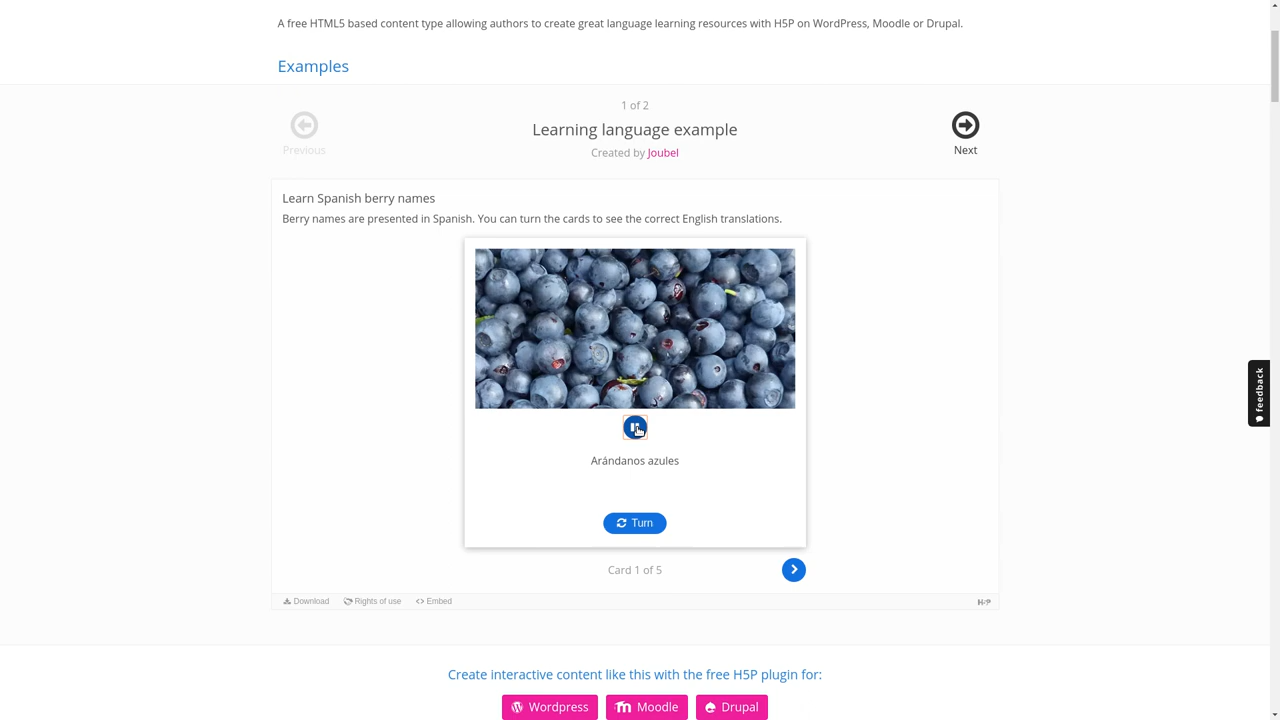 A free HTML5 based content type allowing authors to create great language learning resources with H5P on WordPress, Moodle or Drupal.
Examples
1 of 2
Previous
Learning language example
Next
Created by Joubel
Learn Spanish berry names
Berry names are presented in Spanish. You can turn the cards to see the correct English translations.
feedback
Arándanos azules
Turn
Card 1 of 5
Download Rights of use Embed H5P
Create interactive content like this with the free H5P plugin for:
Wordpress Moodle Drupal